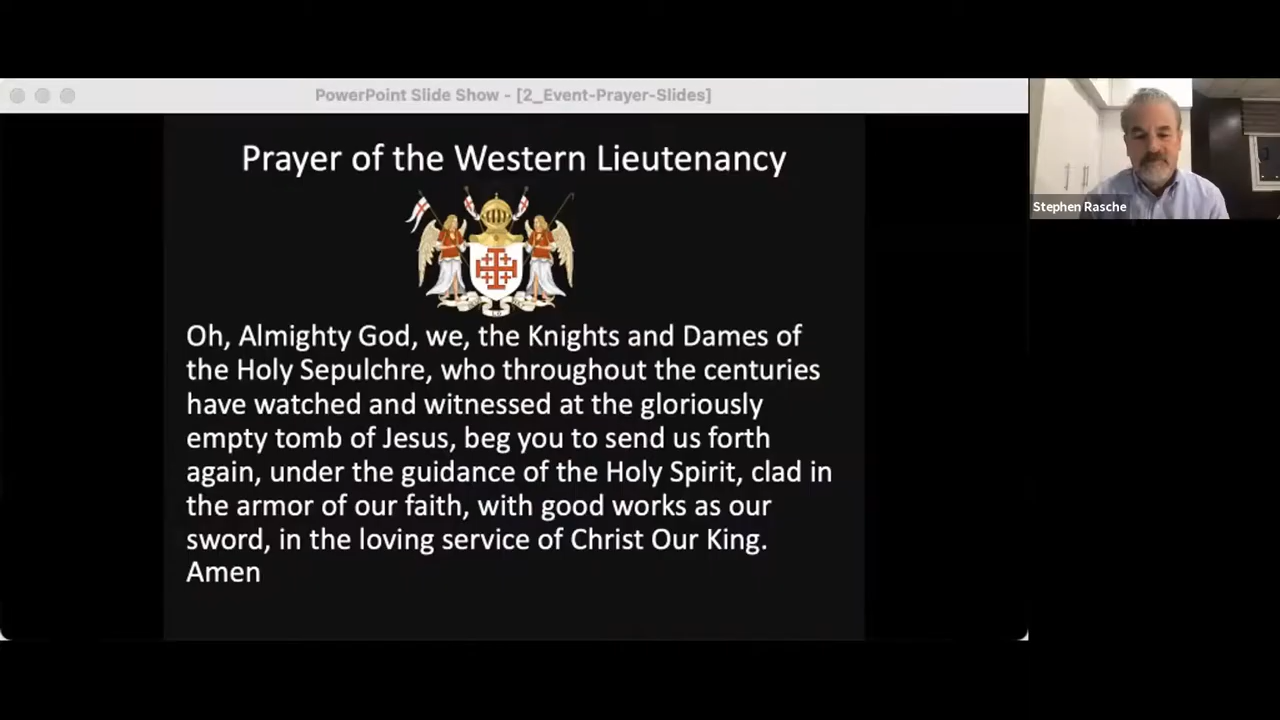 PowerPoint Slide Show - [2_Event-Prayer-Slides]
Prayer of the Western Lieutenancy
Oh, Almighty God, we, the Knights and Dames of
the Holy Sepulchre, who throughout the centuries
have watched and witnessed at the gloriously
empty tomb of Jesus, beg you to send us forth
again, under the guidance of the Holy Spirit, clad in
the armor of our faith, with good works as our
sword, in the loving service of Christ Our King.
Amen
Stephen Rasche